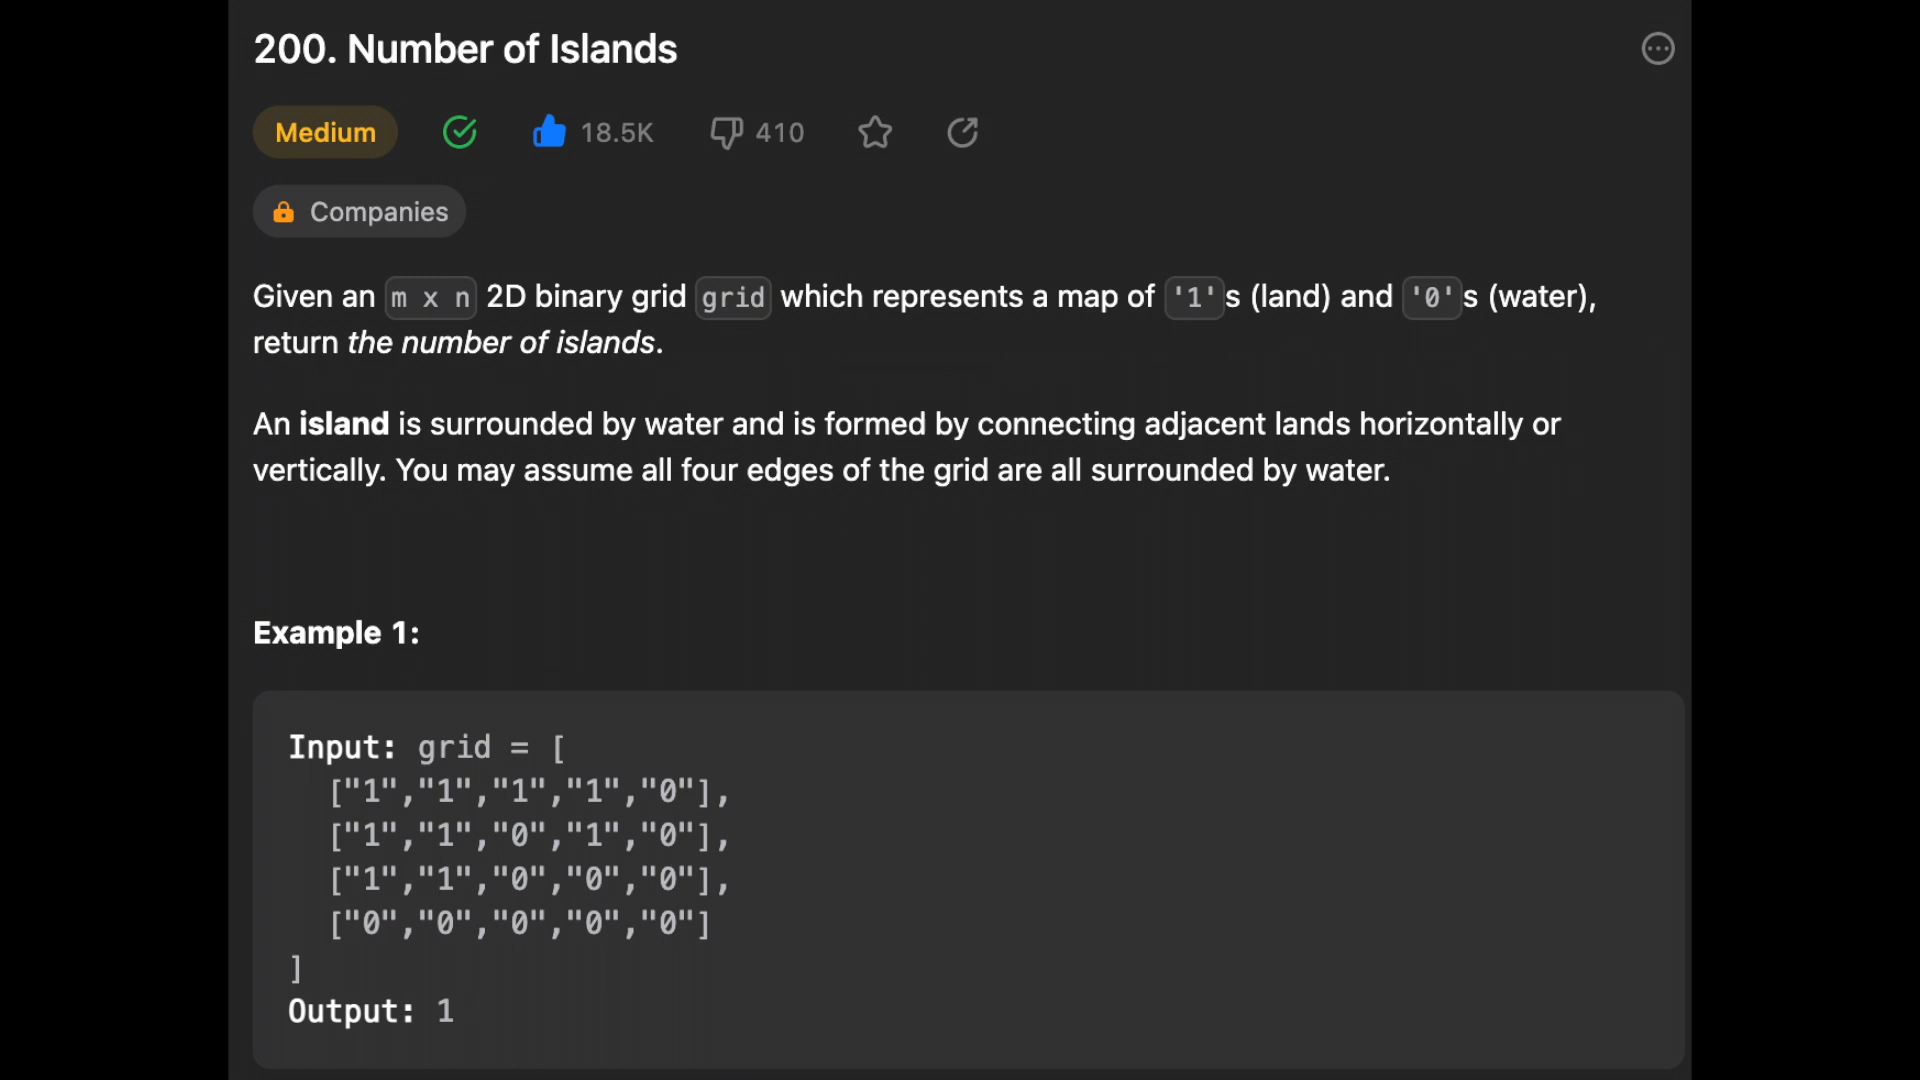 200. Number of Islands
Medium 18.5K 410
Companies
Given an m x n 2D binary grid grid which represents a map of '1's (land) and '0's (water),
return the number of islands.
An island is surrounded by water and is formed by connecting adjacent lands horizontally or
vertically. You may assume all four edges of the grid are all surrounded by water.
Example 1:
Input: grid = [
["1","1","1","1","0"],
["1","1","0","1","0"],
["1","1","0","0","0"],
["0","0","0","0","0"]
]
Output: 1